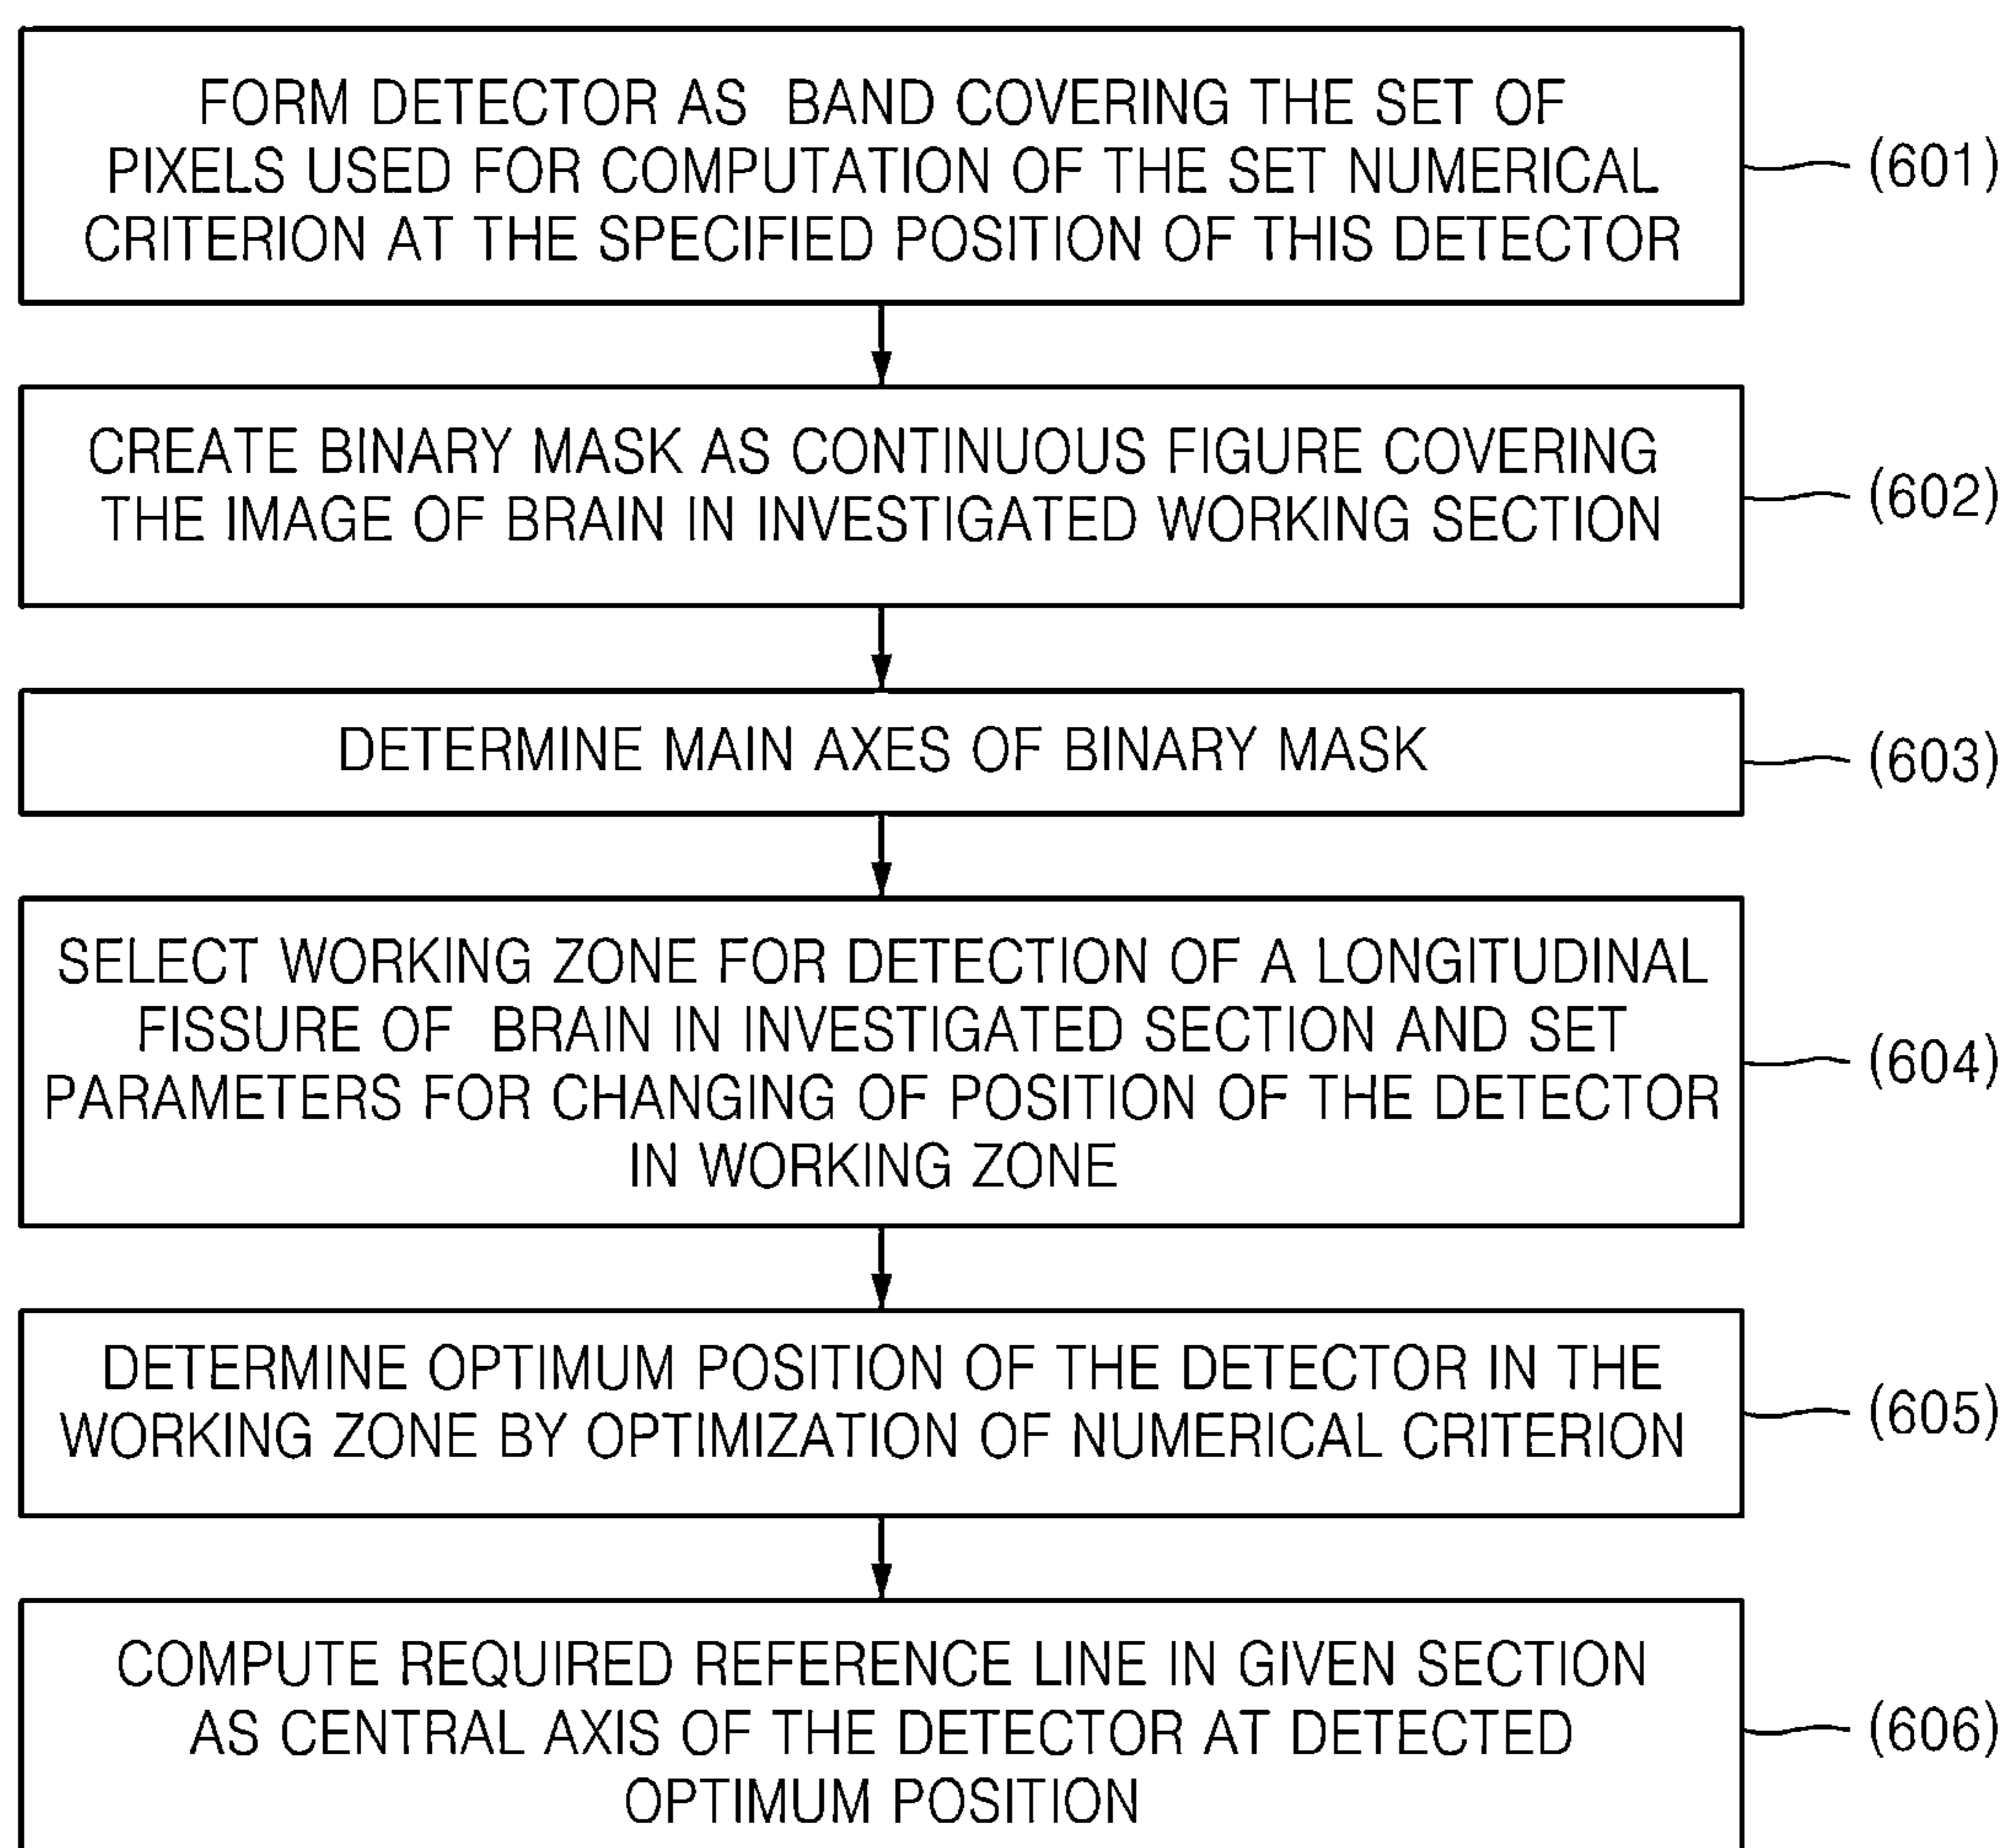 FORM DETECTOR AS BAND COVERING THE SET OF
PIXELS USED FOR COMPUTATION OF THE SET NUMERICAL
CRITERION AT THE SPECIFIED POSITION OF THIS DETECTOR
(601)
CREATE BINARY MASK AS CONTINUOUS FIGURE COVERING
THE IMAGE OF BRAIN IN INVESTIGATED WORKING SECTION
(602)
DETERMINE MAIN AXES OF BINARY MASK
(603)
SELECT WORKING ZONE FOR DETECTION OF A LONGITUDINAL
FISSURE OF BRAIN IN INVESTIGATED SECTION AND SET
PARAMETERS FOR CHANGING OF POSITION OF THE DETECTOR
IN WORKING ZONE
(604)
DETERMINE OPTIMUM POSITION OF THE DETECTOR IN THE
WORKING ZONE BY OPTIMIZATION OF NUMERICAL CRITERION
(605)
COMPUTE REQUIRED REFERENCE LINE IN GIVEN SECTION
AS CENTRAL AXIS OF THE DETECTOR AT DETECTED
OPTIMUM POSITION
(606)